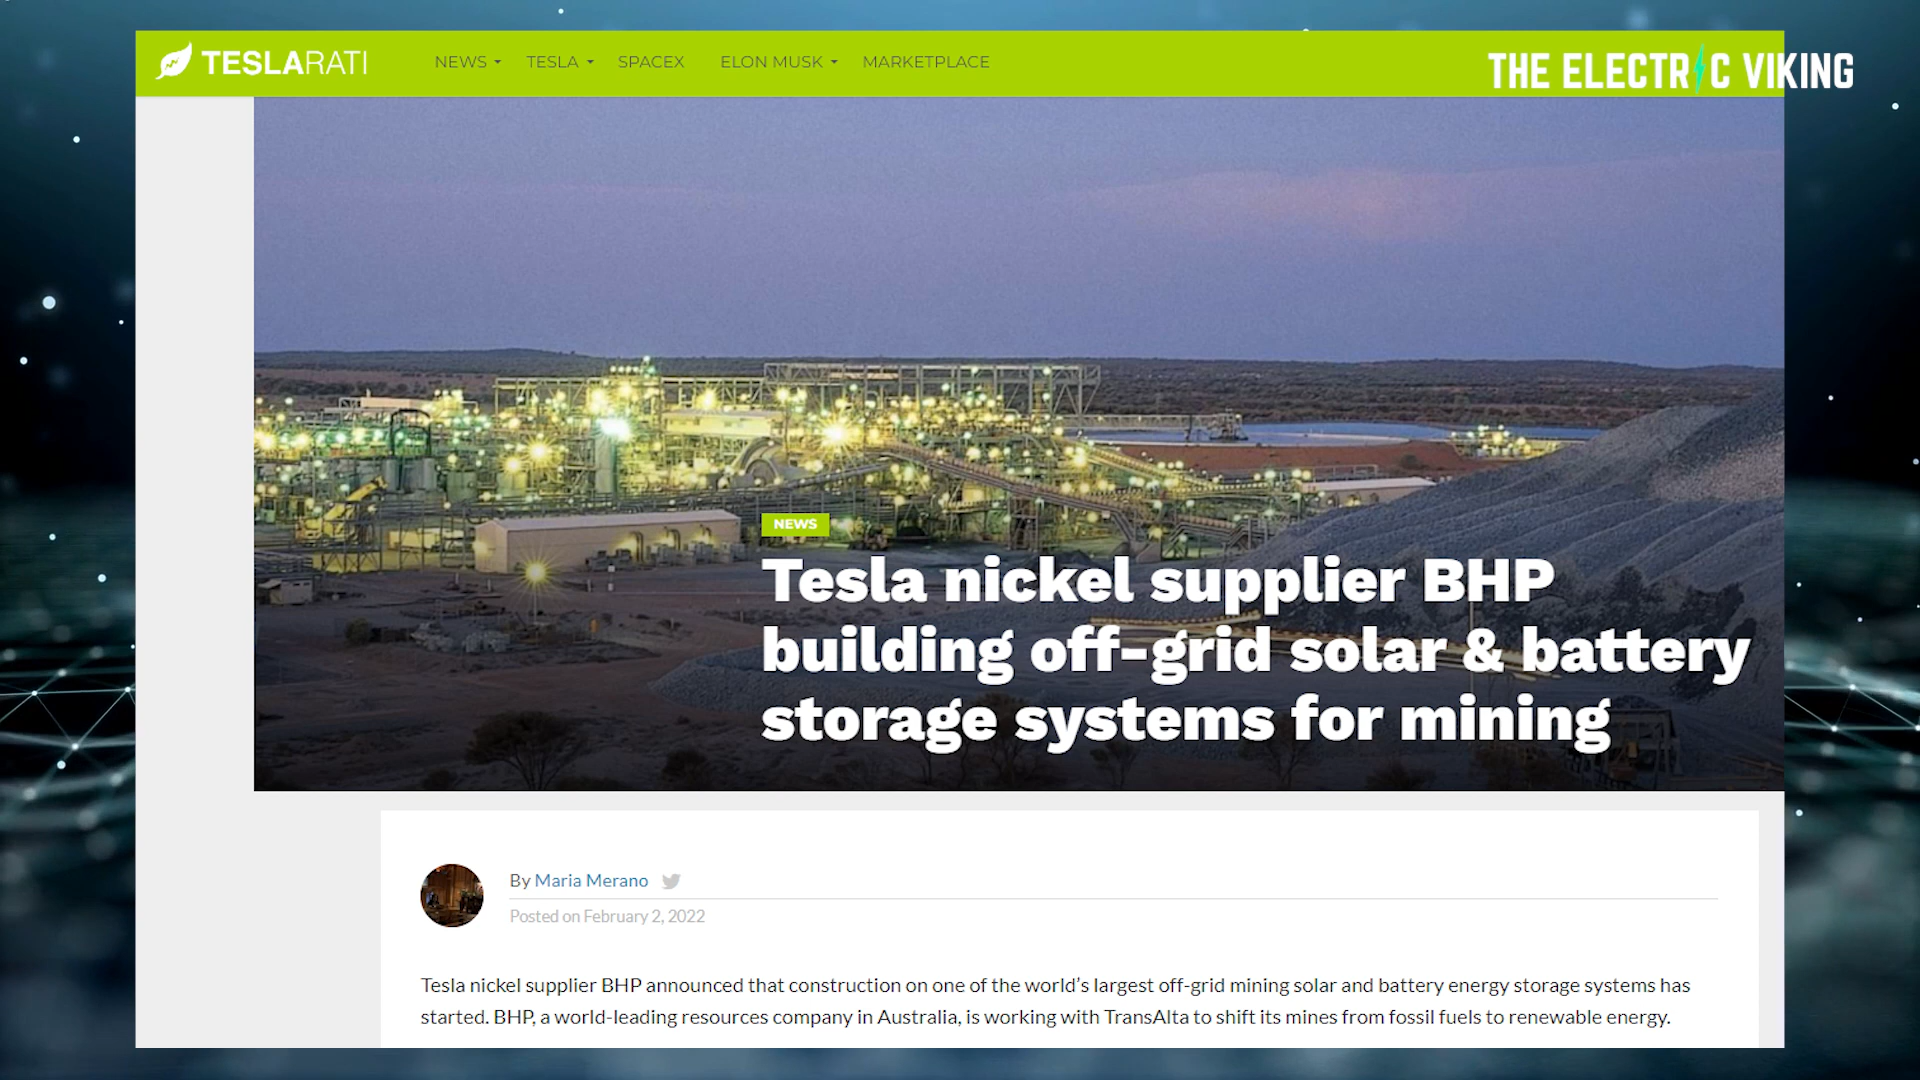 TESLARATI
NEWS TESLA SPACEX ELON MUSK MARKETPLACE
THE ELECTRIC VIKING
NEWS
Tesla nickel supplier BHP
building off-grid solar & battery
storage systems for mining
By Maria Merano
Posted on February 2, 2022
Tesla nickel supplier BHP announced that construction on one of the world's largest off-grid mining solar and battery energy storage systems has
started. BHP, a world-leading resources company in Australia, is working with TransAlta to shift its mines from fossil fuels to renewable energy.